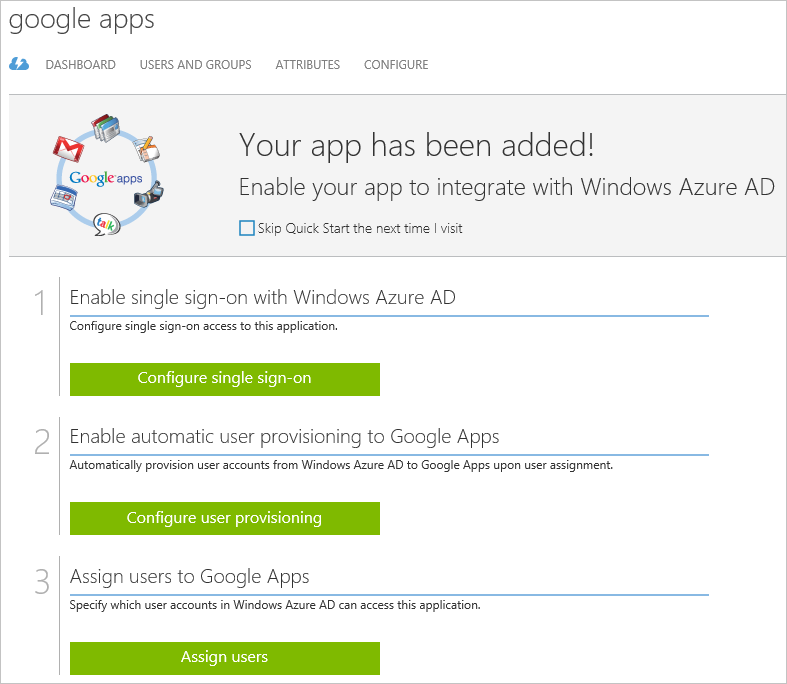 google apps
DASHBOARD USERS AND GROUPS ATTRIBUTES CONFIGURE
Google apps
talk
Your app has been added!
Enable your app to integrate with Windows Azure AD
Skip Quick Start the next time I visit
1 Enable single sign-on with Windows Azure AD
Configure single sign-on access to this application.
Configure single sign-on
2 Enable automatic user provisioning to Google Apps
Automatically provision user accounts from Windows Azure AD to Google Apps upon user assignment.
Configure user provisioning
3 Assign users to Google Apps
Specify which user accounts in Windows Azure AD can access this application.
Assign users